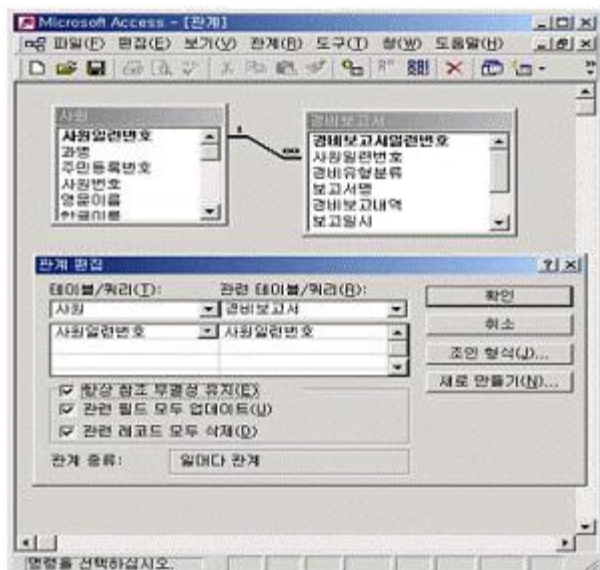 Microsoft Access - [관계]
파일(F) 편집(E) 보기(V) 관계(R) 도구(T) 창(W) 도움말(H)
사원
사원일련번호
과명
주민등록번호
사원번호
영문이름
한글이름
1
∞
경비보고서
경비보고서일련번호
사원일련번호
경비유형분류
보고서명
경비보고내역
보고일시
관계 편집
테이블/쿼리(T): 관련 테이블/쿼리(R):
사원 경비보고서
사원일련번호 사원일련번호
항상 참조 무결성 유지(E)
관련 필드 모두 업데이트(U)
관련 레코드 모두 삭제(D)
관계 종류: 일대다 관계
확인
취소
조인 형식(J)...
새로 만들기(N)...
명령을 선택하십시오.